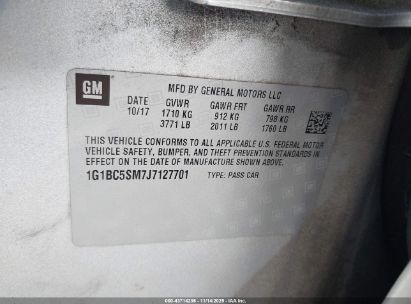 GM
MFD BY GENERAL MOTORS LLC
DATE GVWR GAWR FRT GAWR RR
10/17 1710 KG 912 KG 798 KG
3771 LB 2011 LB 1760 LB
THIS VEHICLE CONFORMS TO ALL APPLICABLE U.S. FEDERAL MOTOR
VEHICLE SAFETY, BUMPER, AND THEFT PREVENTION STANDARDS IN
EFFECT ON THE DATE OF MANUFACTURE SHOWN ABOVE.
1G1BC5SM7J7127701 TYPE: PASS CAR